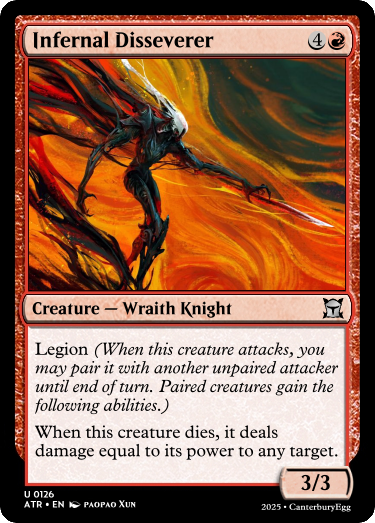 Infernal Disseverer 4
Creature — Wraith Knight
Legion (When this creature attacks, you
may pair it with another unpaired attacker
until end of turn. Paired creatures gain the
following abilities.)
When this creature dies, it deals
damage equal to its power to any target.
3/3
U 0126
ATR • EN PAOPAO XUN
2025 • CanterburyEgg